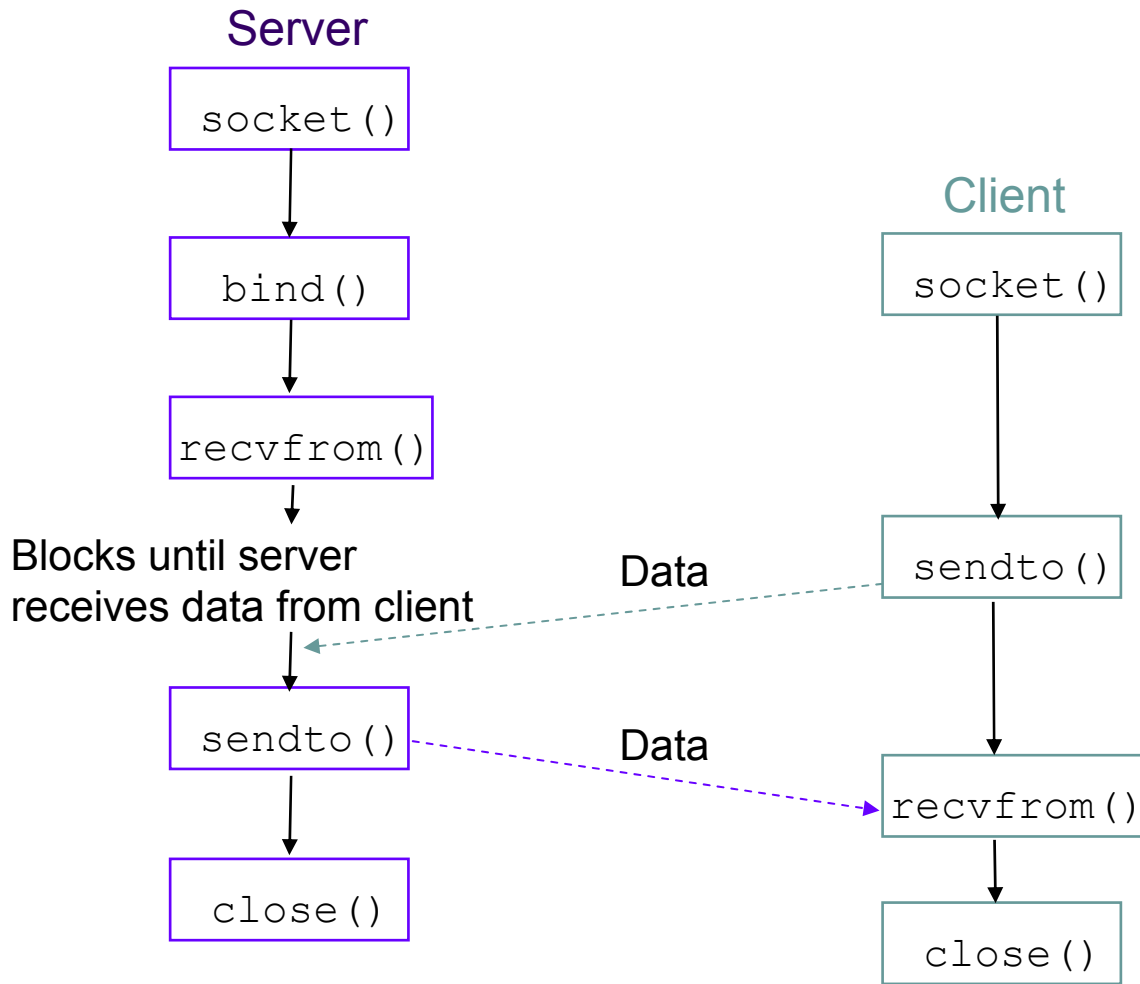 Server
socket()
bind()
recvfrom()
Blocks until server
receives data from client
sendto()
close()
Client
socket()
sendto()
recvfrom()
close()
Data
Data